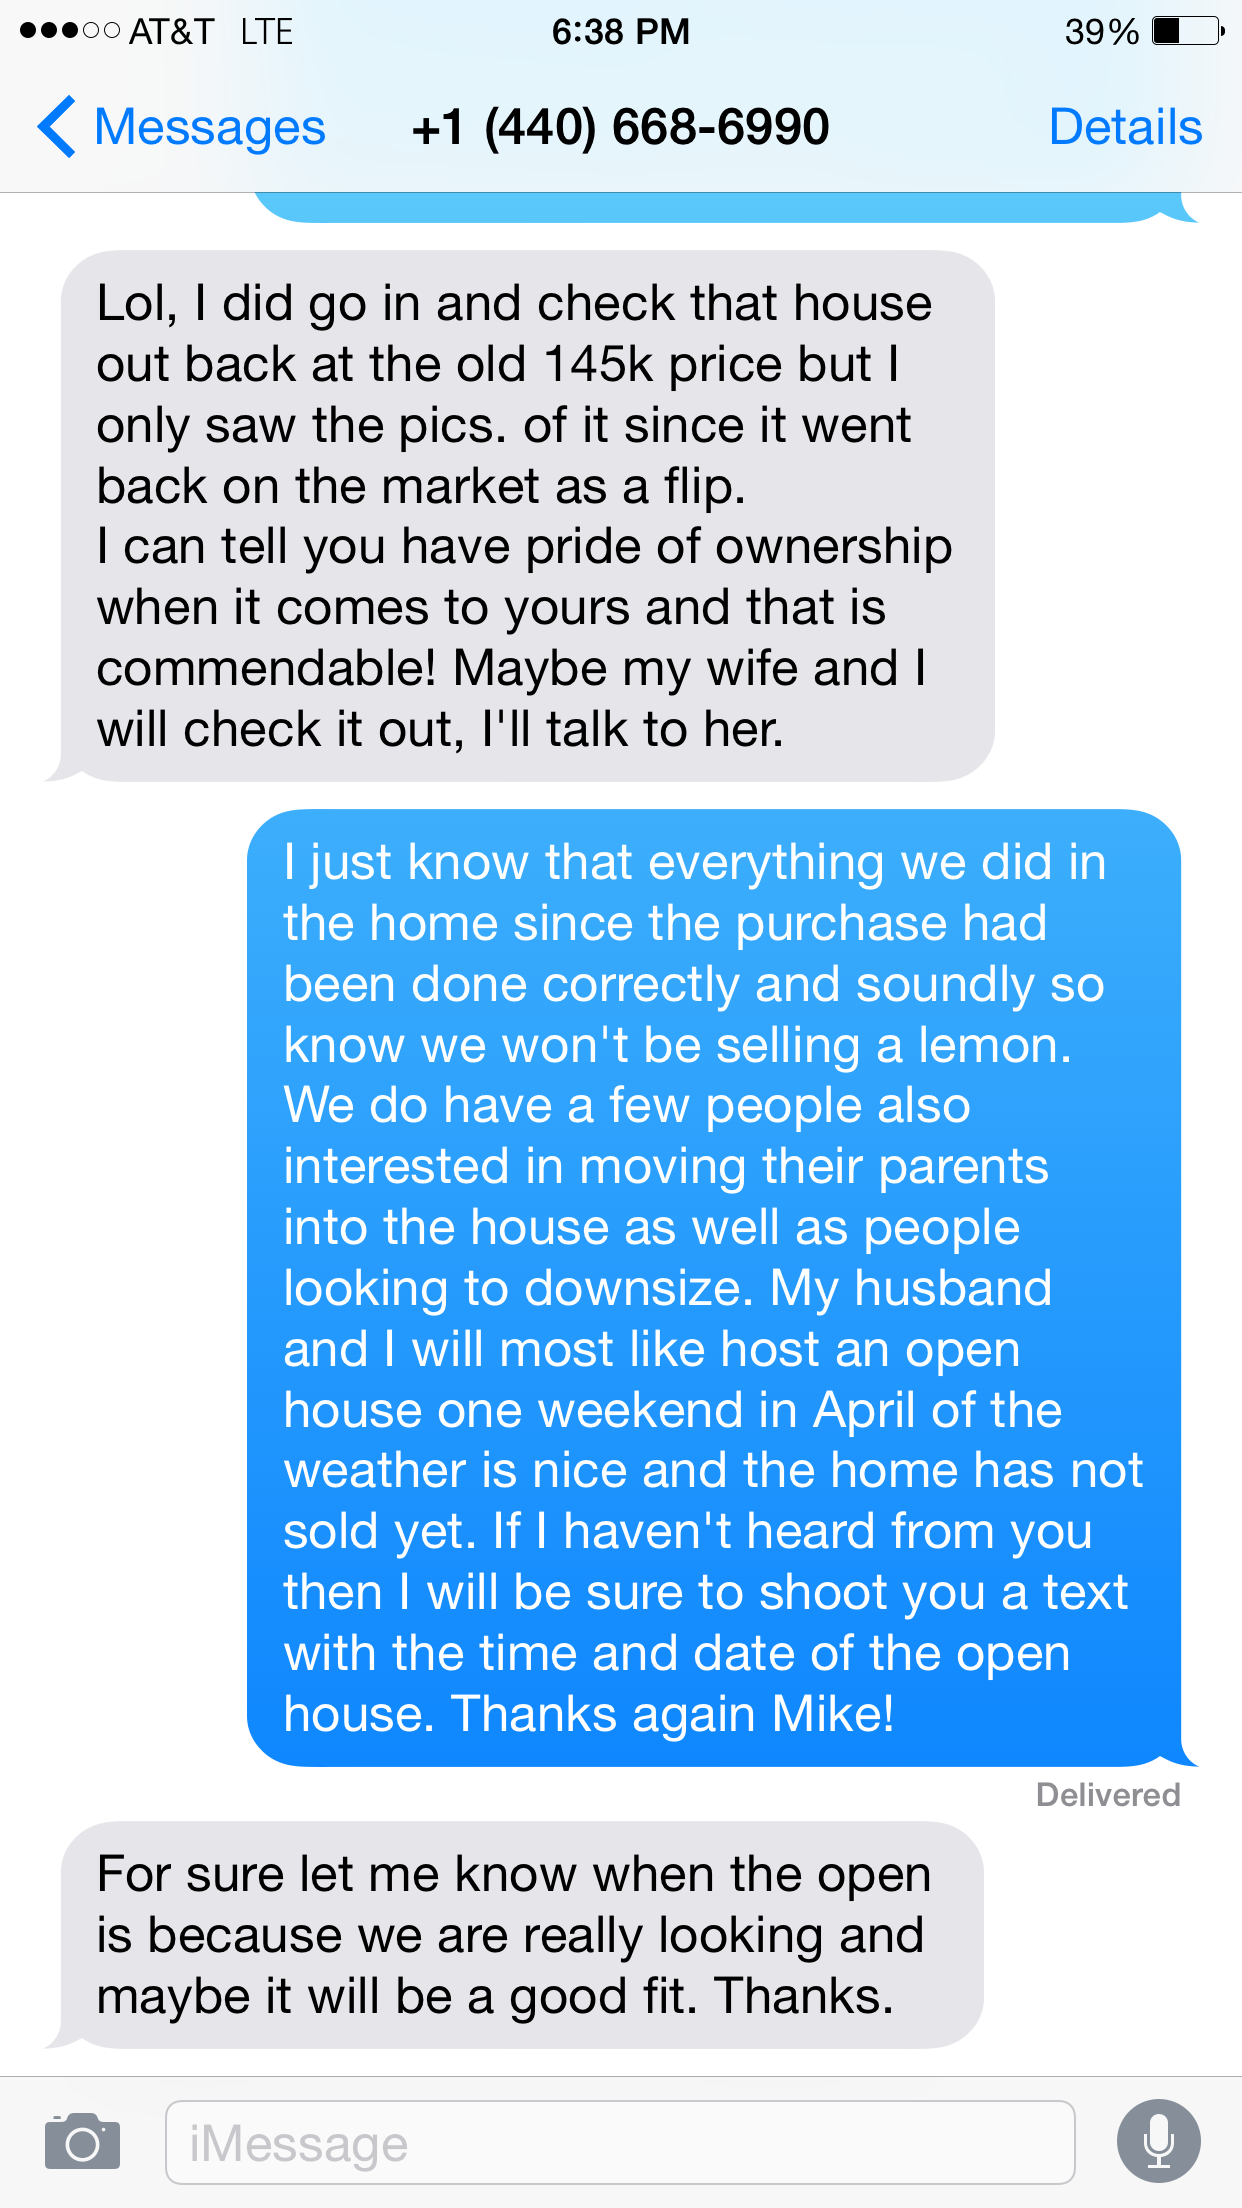 AT&T LTE 6:38 PM 39%
Messages +1 (440) 668-6990 Details
Lol, I did go in and check that house
out back at the old 145k price but I
only saw the pics. of it since it went
back on the market as a flip.
I can tell you have pride of ownership
when it comes to yours and that is
commendable! Maybe my wife and I
will check it out, I'll talk to her.
I just know that everything we did in
the home since the purchase had
been done correctly and soundly so
know we won't be selling a lemon.
We do have a few people also
interested in moving their parents
into the house as well as people
looking to downsize. My husband
and I will most like host an open
house one weekend in April of the
weather is nice and the home has not
sold yet. If I haven't heard from you
then I will be sure to shoot you a text
with the time and date of the open
house. Thanks again Mike!
Delivered
For sure let me know when the open
is because we are really looking and
maybe it will be a good fit. Thanks.
iMessage